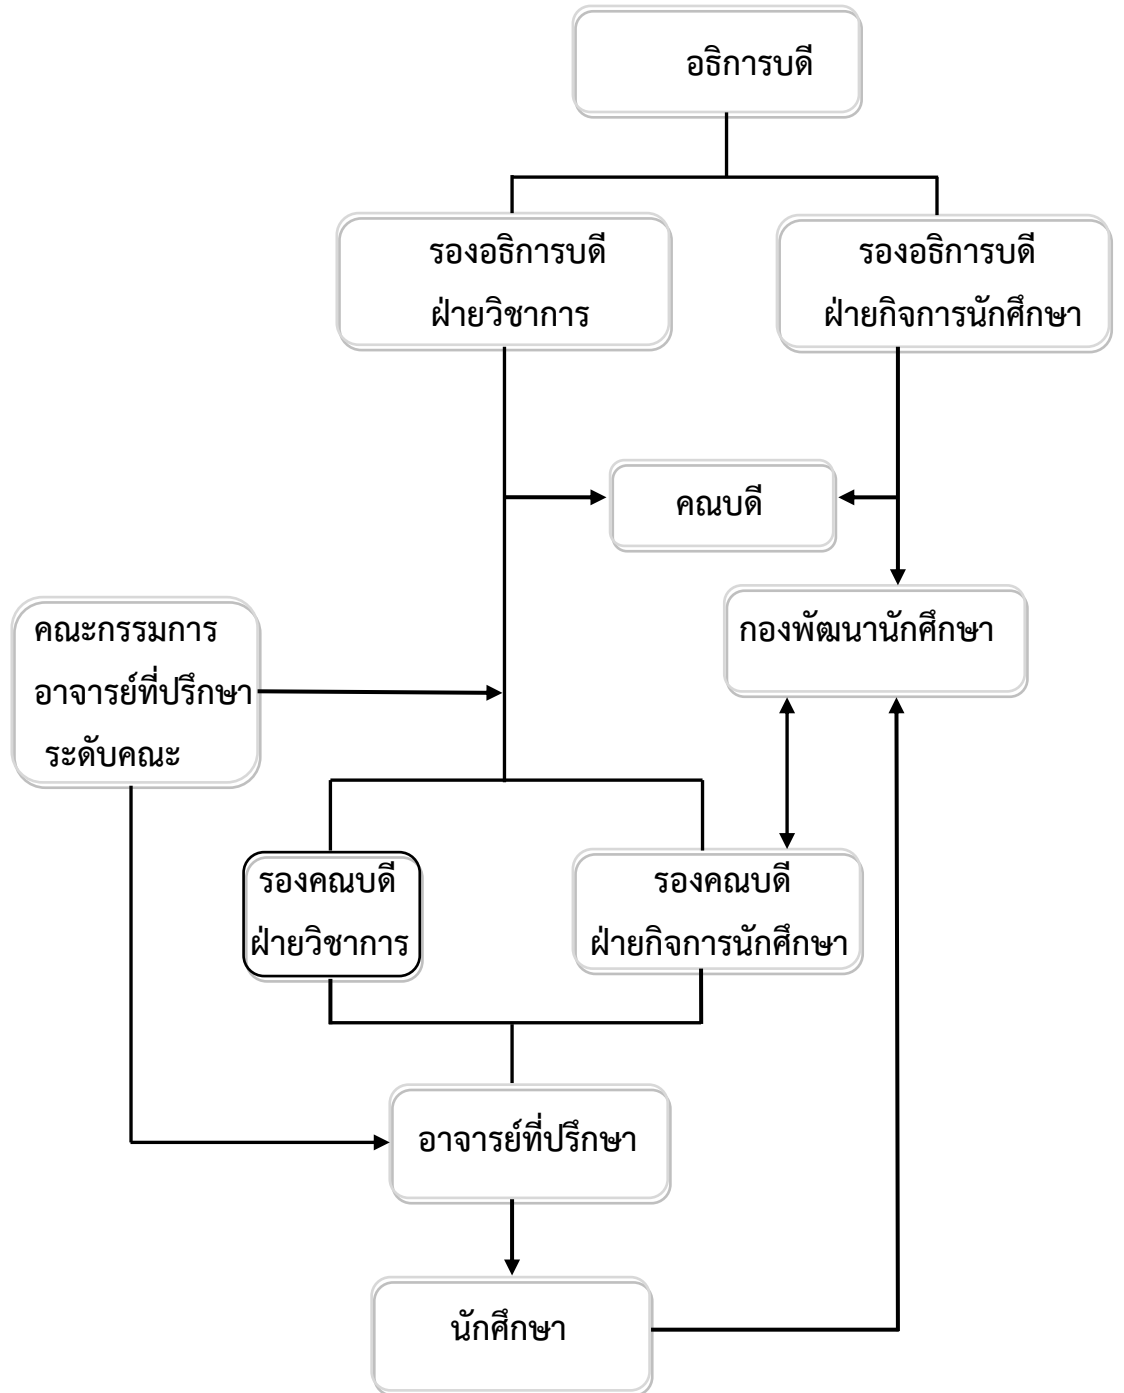 อธิการบดี
รองอธิการบดี
ฝ่ายวิชาการ
รองอธิการบดี
ฝ่ายกิจการนักศึกษา
คณบดี
กองพัฒนานักศึกษา
คณะกรรมการ
อาจารย์ที่ปรึกษา
ระดับคณะ
รองคณบดี
ฝ่ายวิชาการ
รองคณบดี
ฝ่ายกิจการนักศึกษา
อาจารย์ที่ปรึกษา
นักศึกษา